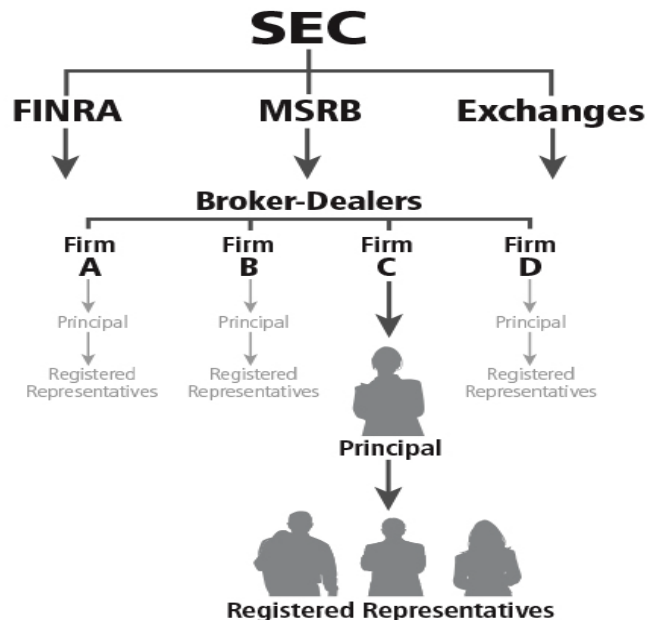 SEC
FINRA MSRB Exchanges
Broker-Dealers
Firm Firm Firm Firm
A B C D
Principal Principal Principal
Registered Registered Registered
Representatives Representatives Representatives
Principal
Registered Representatives